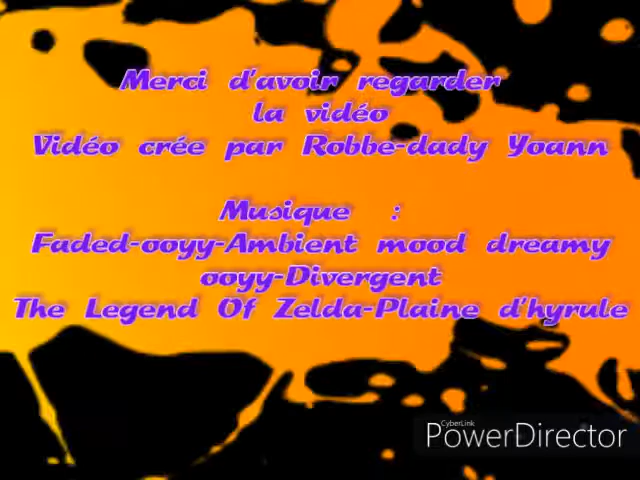 Merci d'avoir regarder
la vidéo
Vidéo crée par Robbe-dady Yoann
Musique :
Faded-ooyy-Ambient mood dreamy
ooyy-Divergent
The Legend Of Zelda-Plaine d'hyrule
CyberLink
PowerDirector